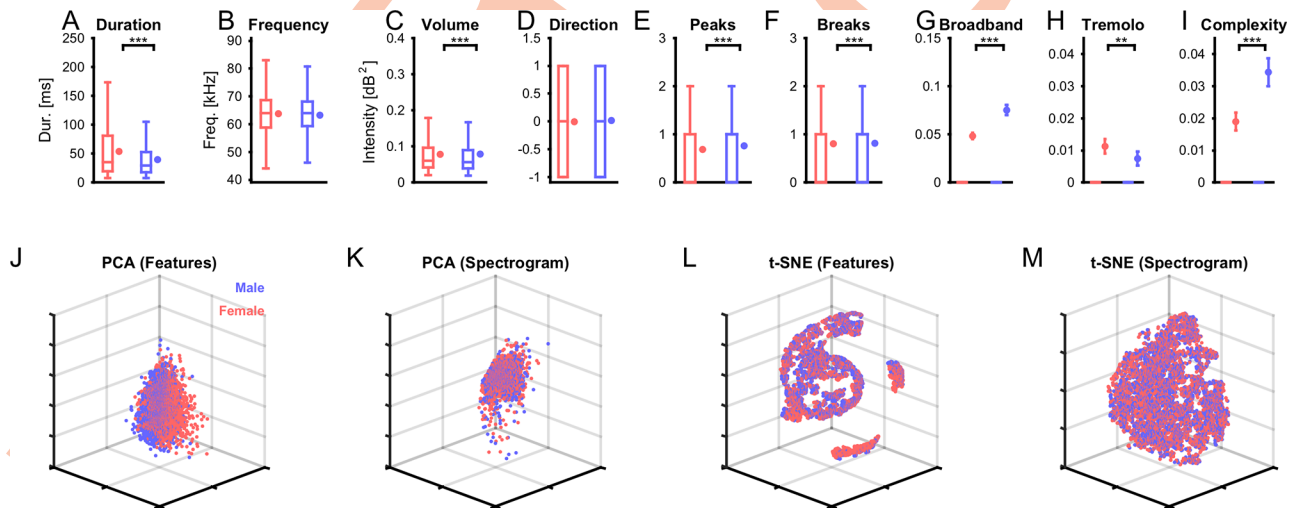 A Duration
B Frequency
C Volume
D Direction
E Peaks
F Breaks
G Broadband
H Tremolo
I Complexity
250
200
150
100
50
0
Dur. [ms]
***
90
80
70
60
50
40
Freq. [kHz]
0.4
0.3
0.2
0.1
0
Intensity [dB2]
***
1
0.5
0
-0.5
-1
3
2
1
0
***
3
2
1
0
***
0.15
0.1
0.05
0
***
0.04
0.03
0.02
0.01
0
**
0.04
0.03
0.02
0.01
0
***
J PCA (Features)
Male
Female
K PCA (Spectrogram)
L t-SNE (Features)
M t-SNE (Spectrogram)